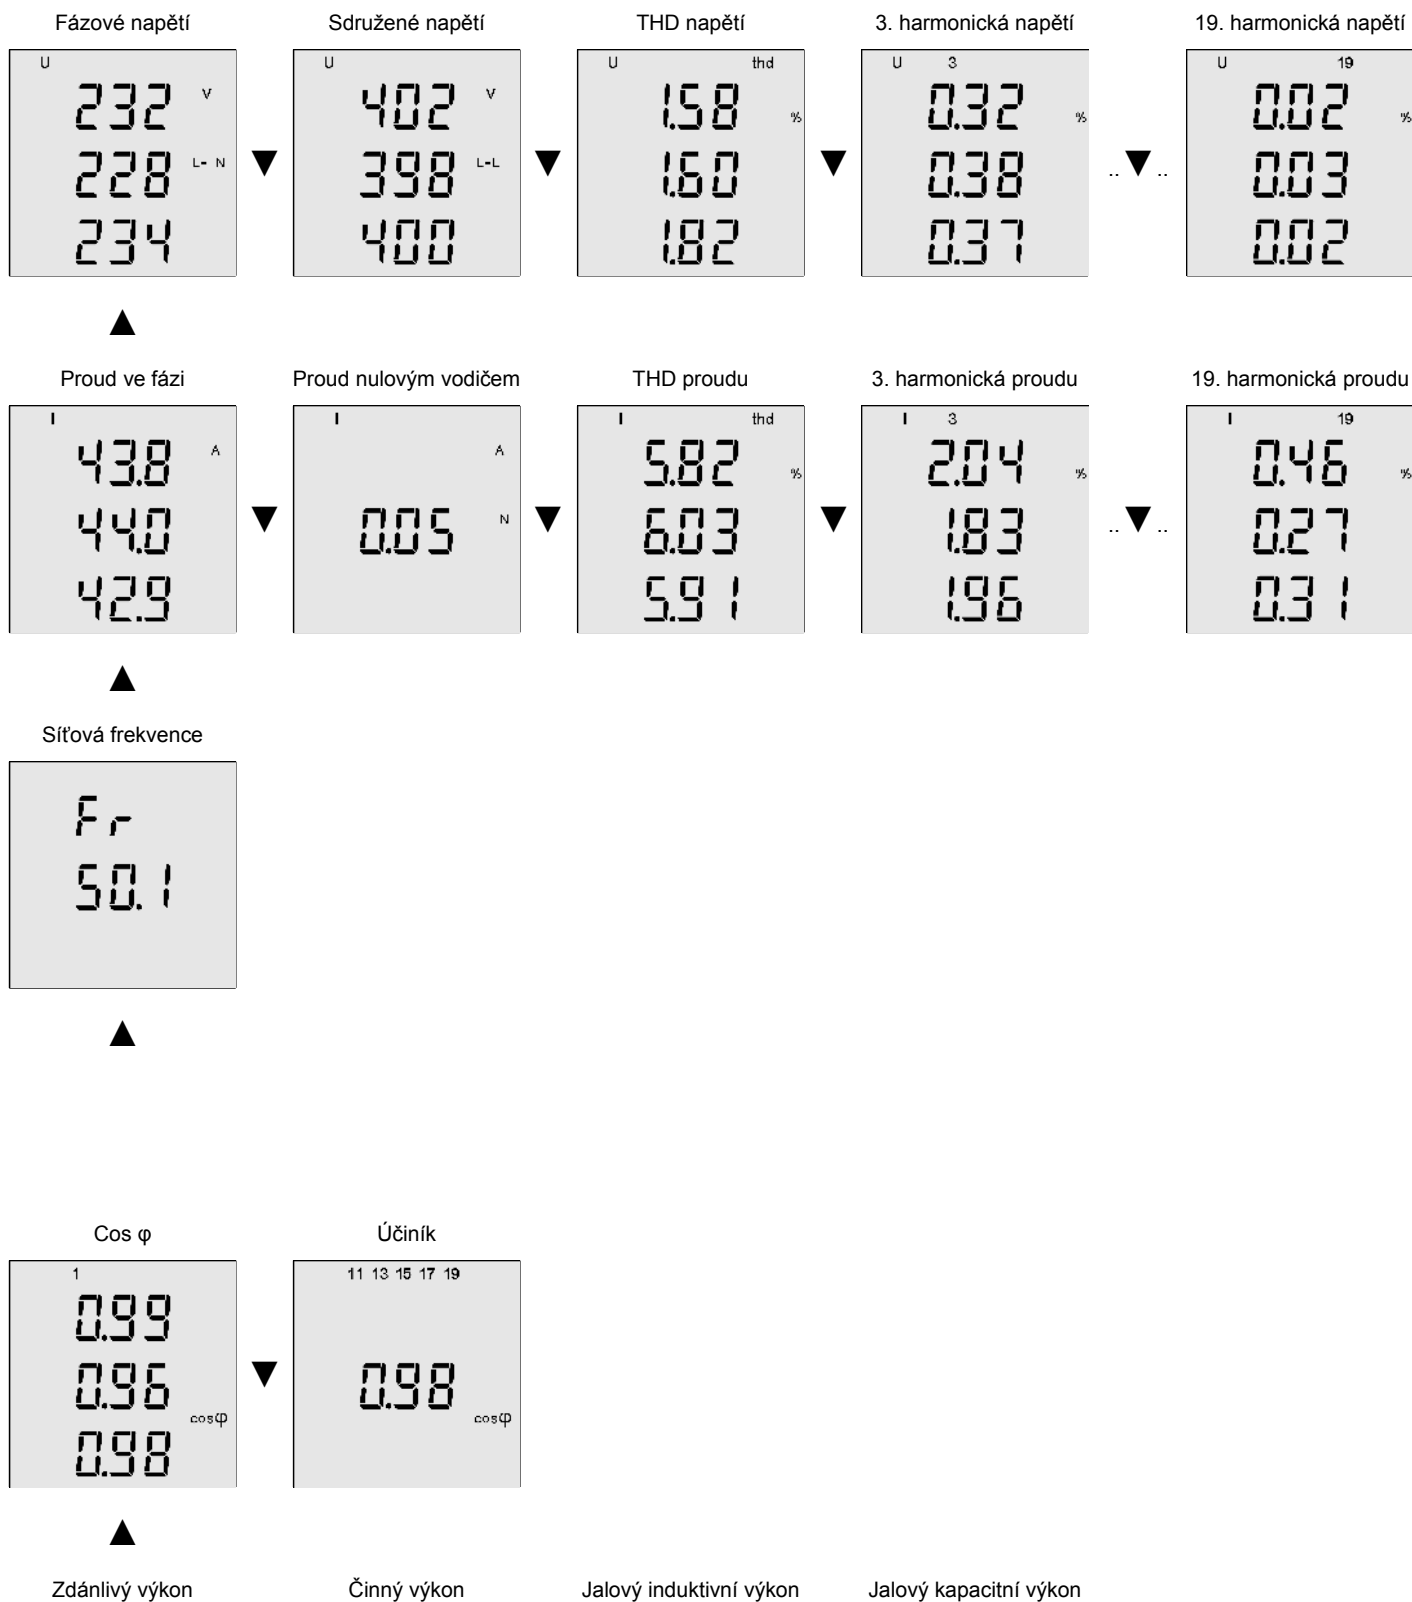 Fázové napětí
U
232 V
228 L- N
234
Sdružené napětí
U
402 V
398 L-L
400
THD napětí
U thd
1.58 %
1.60
1.82
3. harmonická napětí
U 3
0.32 %
0.38
0.37
.. ..
19. harmonická napětí
U 19
0.02 %
0.03
0.02
Proud ve fázi
I
43.8 A
44.0
42.9
Proud nulovým vodičem
I
A
0.05 N
THD proudu
I thd
5.82 %
6.03
5.91
3. harmonická proudu
I 3
2.04 %
1.83
1.96
.. ..
19. harmonická proudu
I 19
0.46 %
0.27
0.31
Síťová frekvence
Fr
50.1
Cos φ
1
0.99
0.96
cosφ
0.98
Účiník
11 13 15 17 19
0.98
cosφ
Zdánlivý výkon
Činný výkon
Jalový induktivní výkon
Jalový kapacitní výkon